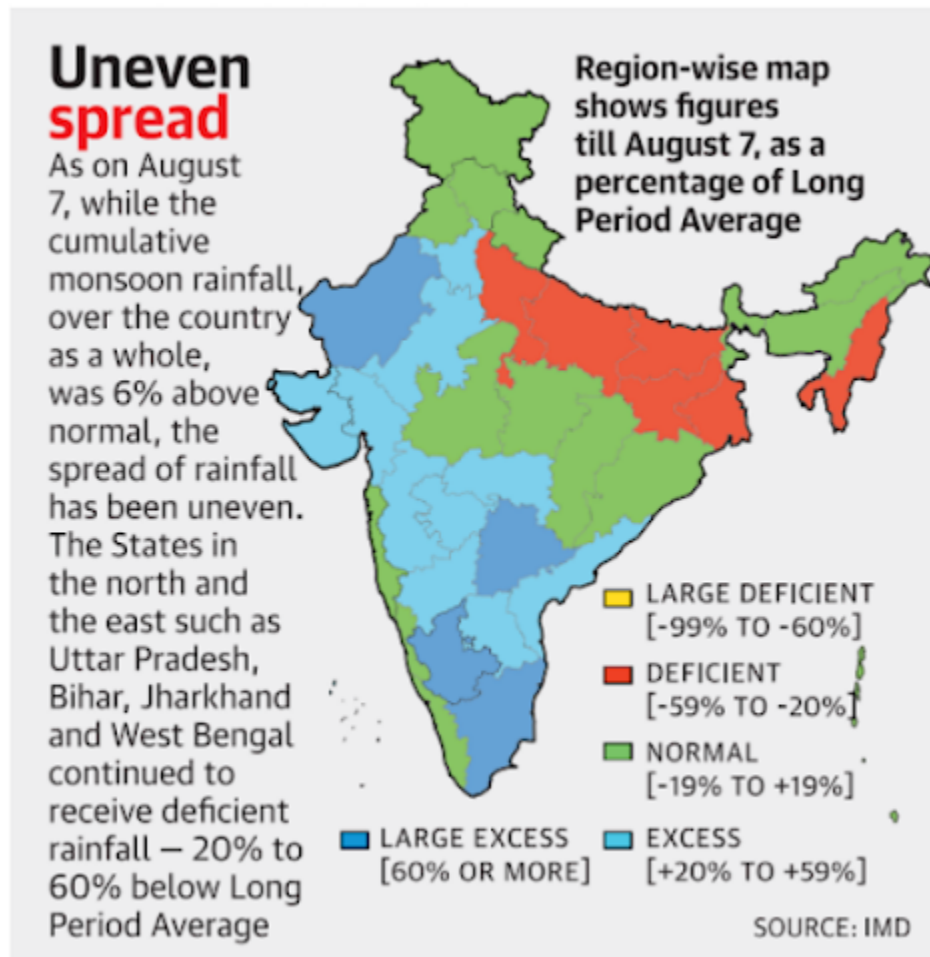 Uneven
spread
As on August
7, while the
cumulative
monsoon rainfall,
over the country
as a whole,
was 6% above
normal, the
spread of rainfall
has been uneven.
The States in
the north and
the east such as
Uttar Pradesh,
Bihar, Jharkhand
and West Bengal
continued to
receive deficient
rainfall — 20% to
60% below Long
Period Average
Region-wise map
shows figures
till August 7, as a
percentage of Long
Period Average
LARGE DEFICIENT
[-99% TO -60%]
DEFICIENT
[-59% TO -20%]
NORMAL
[-19% TO +19%]
LARGE EXCESS
[60% OR MORE]
EXCESS
[+20% TO +59%]
SOURCE: IMD